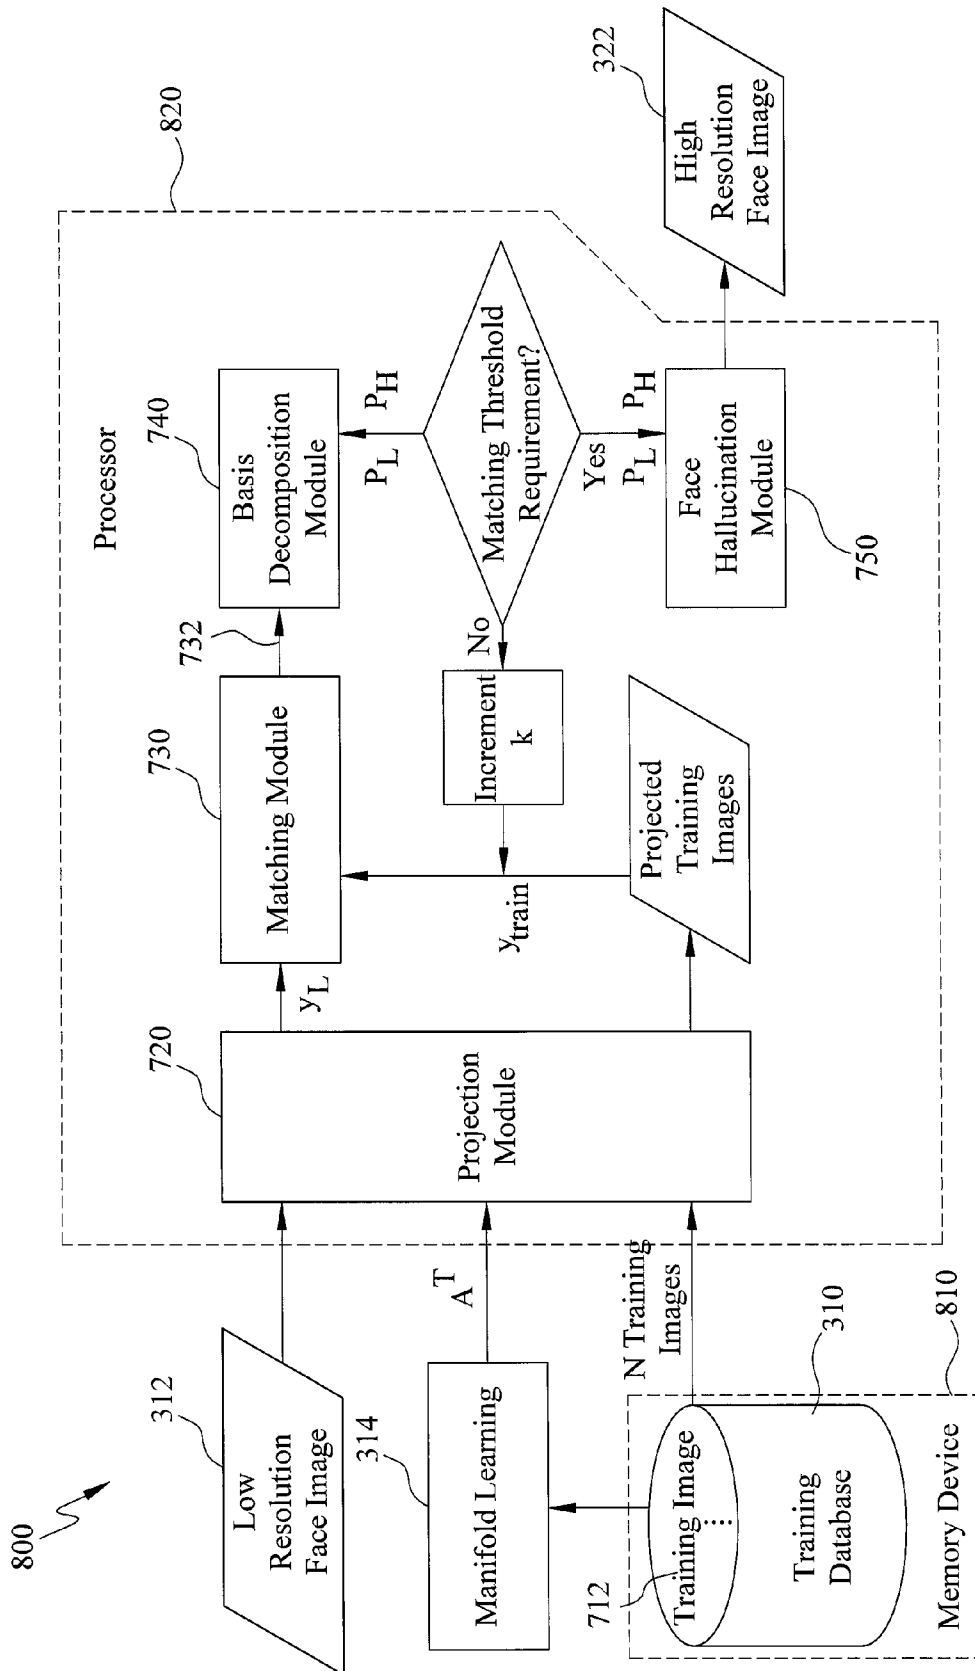 800
312
Low
Resolution
Face Image
314
Manifold Learning
A^T
712
Training Image
Training
Database
310
Memory Device
810
N Training
Images
720
Projection
Module
y_L
730
Matching Module
732
y_train
Projected
Training
Images
Increment
k
No
Processor
740
Basis
Decomposition
Module
P_L P_H
Matching Threshold
Requirement?
Yes
P_L P_H
Face
Hallucination
Module
750
820
322
High
Resolution
Face Image